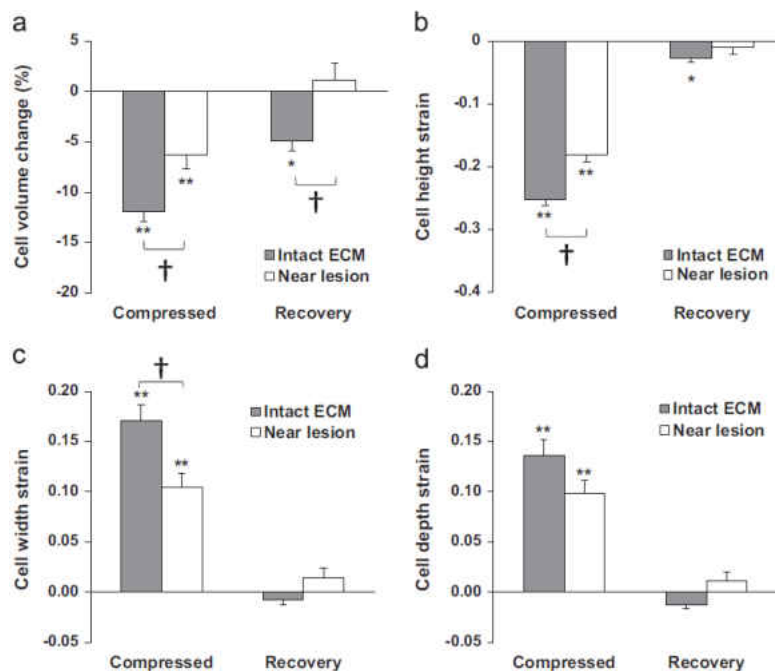 a
Cell volume change (%)
5
0
-5
-10
-15
-20
**
**
†
*
†
Intact ECM
Near lesion
Compressed
Recovery
b
Cell height strain
0
-0.1
-0.2
-0.3
-0.4
**
**
†
*
Intact ECM
Near lesion
Compressed
Recovery
c
Cell width strain
0.20
0.15
0.10
0.05
0.00
-0.05
†
**
**
Intact ECM
Near lesion
Compressed
Recovery
d
Cell depth strain
0.20
0.15
0.10
0.05
0.00
-0.05
**
**
Intact ECM
Near lesion
Compressed
Recovery